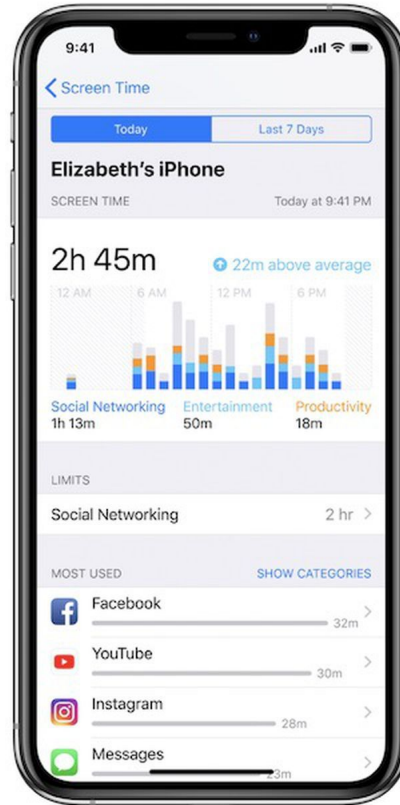 9:41
Screen Time
Today Last 7 Days
Elizabeth's iPhone
SCREEN TIME Today at 9:41 PM
2h 45m 22m above average
12 AM 6 AM 12 PM 6 PM
Social Networking Entertainment Productivity
1h 13m 50m 18m
LIMITS
Social Networking 2 hr
MOST USED SHOW CATEGORIES
Facebook
32m
YouTube
30m
Instagram
28m
Messages
23m